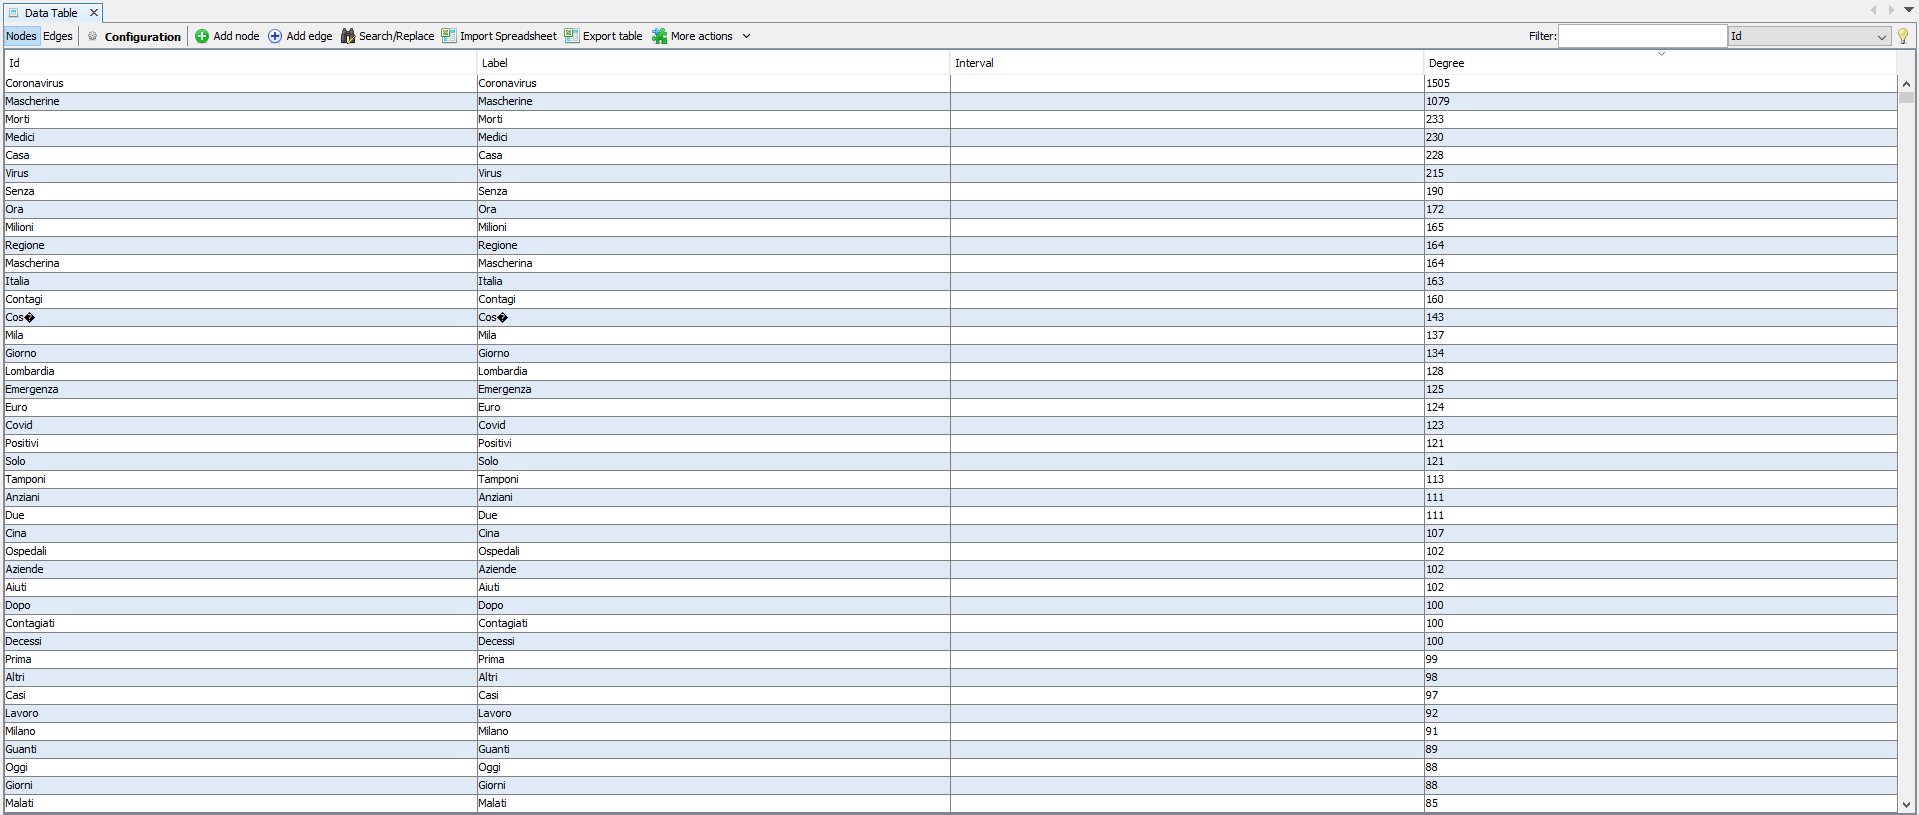 Data Table
Nodes Edges Configuration Add node Add edge Search/Replace Import Spreadsheet Export table More actions Filter: Id
Id Label Interval Degree
Coronavirus Coronavirus 1505
Mascherine Mascherine 1079
Morti Morti 233
Medici Medici 230
Casa Casa 228
Virus Virus 215
Senza Senza 190
Ora Ora 172
Milioni Milioni 165
Regione Regione 164
Mascherina Mascherina 164
Italia Italia 163
Contagi Contagi 160
Cos� Cos� 143
Mila Mila 137
Giorno Giorno 134
Lombardia Lombardia 128
Emergenza Emergenza 125
Euro Euro 124
Covid Covid 123
Positivi Positivi 121
Solo Solo 121
Tamponi Tamponi 113
Anziani Anziani 111
Due Due 111
Cina Cina 107
Ospedali Ospedali 102
Aziende Aziende 102
Aiuti Aiuti 102
Dopo Dopo 100
Contagiati Contagiati 100
Decessi Decessi 100
Prima Prima 99
Altri Altri 98
Casi Casi 97
Lavoro Lavoro 92
Milano Milano 91
Guanti Guanti 89
Oggi Oggi 88
Giorni Giorni 88
Malati Malati 85